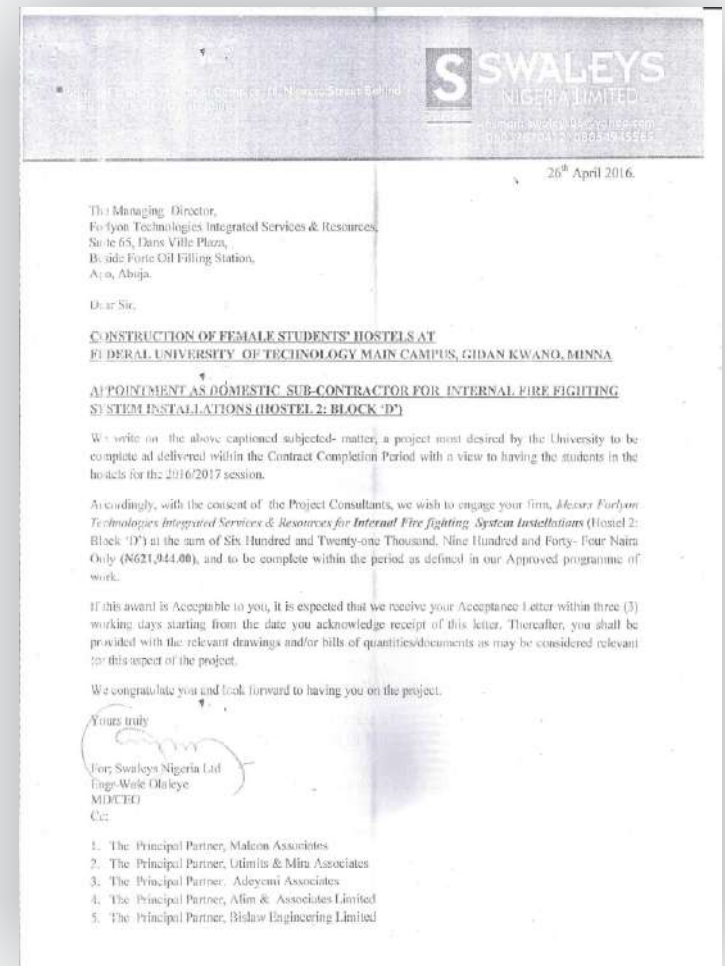 SWALEYS
NIGERIA LIMITED
26th April 2016.
The Managing Director,
Forlyon Technologies Integrated Services & Resources,
Suite 65, Dans Ville Plaza,
Beside Forte Oil Filling Station,
Apo, Abuja.
Dear Sir,
CONSTRUCTION OF FEMALE STUDENTS' HOSTELS AT
FEDERAL UNIVERSITY OF TECHNOLOGY MAIN CAMPUS, GIDAN KWANO, MINNA
APPOINTMENT AS DOMESTIC SUB-CONTRACTOR FOR INTERNAL FIRE FIGHTING
SYSTEM INSTALLATIONS (HOSTEL 2: BLOCK 'D')
We write on the above captioned subjected- matter, a project most desired by the University to be
complete ad delivered within the Contract Completion Period with a view to having the students in the
hostels for the 2016/2017 session.
Accordingly, with the consent of the Project Consultants, we wish to engage your firm, Messrs Forlyon
Technologies Integrated Services & Resources for Internal Fire fighting System Installations (Hostel 2:
Block 'D') at the sum of Six Hundred and Twenty-one Thousand, Nine Hundred and Forty- Four Naira
Only (N621,944.00), and to be complete within the period as defined in our Approved programme of
work.
If this award is Acceptable to you, it is expected that we receive your Acceptance Letter within three (3)
working days starting from the date you acknowledge receipt of this letter. Thereafter, you shall be
provided with the relevant drawings and/or bills of quantities/documents as may be considered relevant
for this aspect of the project.
We congratulate you and look forward to having you on the project.
Yours truly
For; Swaleys Nigeria Ltd
Engr-Wole Olaleye
MD/CEO
Cc:
1. The Principal Partner, Malcon Associates
2. The Principal Partner, Utimits & Mira Associates
3. The Principal Partner, Adeyemi Associates
4. The Principal Partner, Alim & Associates Limited
5. The Principal Partner, Bislaw Engineering Limited